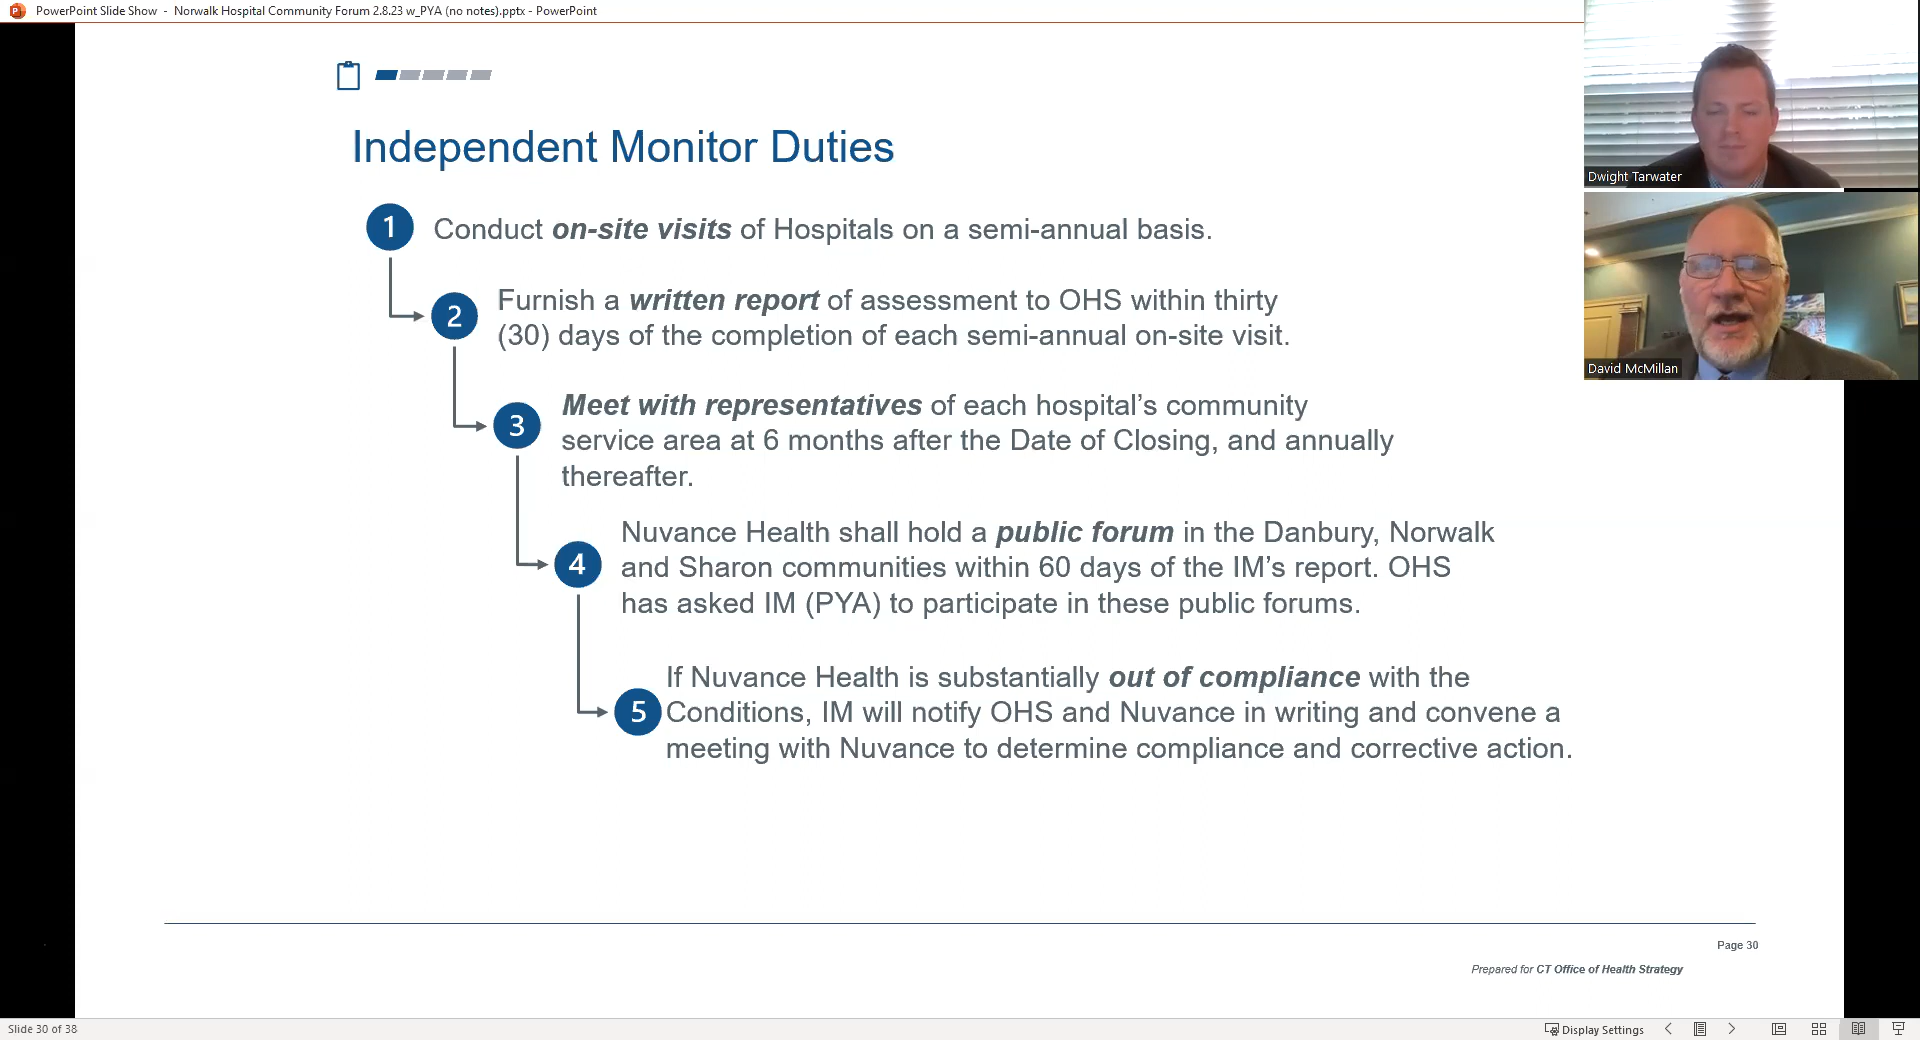 PowerPoint Slide Show - Norwalk Hospital Community Forum 2.8.23 w_PYA (no notes).pptx - PowerPoint
Independent Monitor Duties
1 Conduct on-site visits of Hospitals on a semi-annual basis.
2 Furnish a written report of assessment to OHS within thirty
(30) days of the completion of each semi-annual on-site visit.
3 Meet with representatives of each hospital’s community
service area at 6 months after the Date of Closing, and annually
thereafter.
4 Nuvance Health shall hold a public forum in the Danbury, Norwalk
and Sharon communities within 60 days of the IM’s report. OHS
has asked IM (PYA) to participate in these public forums.
5 If Nuvance Health is substantially out of compliance with the
Conditions, IM will notify OHS and Nuvance in writing and convene a
meeting with Nuvance to determine compliance and corrective action.
Dwight Tarwater
David McMillan
Page 30
Prepared for CT Office of Health Strategy
Slide 30 of 38
Display Settings